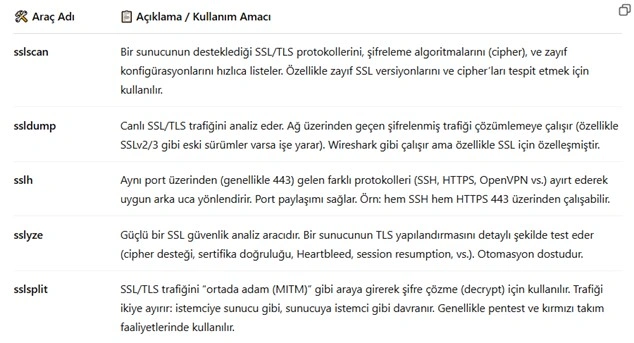 🛠 Araç Adı 📋 Açıklama / Kullanım Amacı
sslscan Bir sunucunun desteklediği SSL/TLS protokollerini, şifreleme algoritmalarını (cipher), ve zayıf
konfigürasyonlarını hızlıca listeler. Özellikle zayıf SSL versiyonlarını ve cipher´ları tespit etmek için
kullanılır.
ssldump Canlı SSL/TLS trafiğini analiz eder. Ağ üzerinden geçen şifrelenmiş trafiği çözümlemeye çalışır (özellikle
SSLv2/3 gibi eski sürümler varsa işe yarar). Wireshark gibi çalışır ama özellikle SSL için özelleşmiştir.
sslh Aynı port üzerinden (genellikle 443) gelen farklı protokolleri (SSH, HTTPS, OpenVPN vs.) ayırt ederek
uygun arka uca yönlendirir. Port paylaşımı sağlar. Örn: hem SSH hem HTTPS 443 üzerinden çalışabilir.
sslyze Güçlü bir SSL güvenlik analiz aracıdır. Bir sunucunun TLS yapılandırmasını detaylı şekilde test eder
(cipher desteği, sertifika doğruluğu, Heartbleed, session resumption, vs.). Otomasyon dostudur.
sslsplit SSL/TLS trafiğini “ortada adam (MITM)” gibi araya girerek şifre çözme (decrypt) için kullanılır. Trafiği
ikiye ayırır: istemciye sunucu gibi, sunucuya istemci gibi davranır. Genellikle pentest ve kırmızı takım
faaliyetlerinde kullanılır.